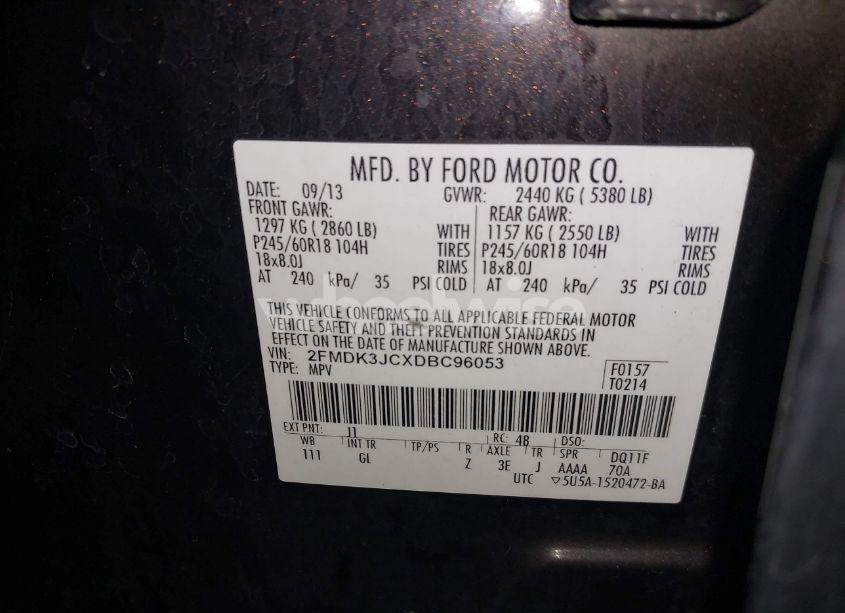 MFD. BY FORD MOTOR CO.
DATE: 09/13 GVWR: 2440 KG ( 5380 LB)
FRONT GAWR: REAR GAWR:
1297 KG ( 2860 LB) WITH 1157 KG ( 2550 LB) WITH
P245/60R18 104H TIRES P245/60R18 104H TIRES
18x8.0J RIMS 18x8.0J RIMS
AT 240 kPa/ 35 PSI COLD AT 240 kPa/ 35 PSI COLD
THIS VEHICLE CONFORMS TO ALL APPLICABLE FEDERAL MOTOR
VEHICLE SAFETY AND THEFT PREVENTION STANDARDS IN
EFFECT ON THE DATE OF MANUFACTURE SHOWN ABOVE.
VIN: 2FMDK3JCXDBC96053
TYPE: MPV F0157
T0214
EXT PNT: J1 RC: 48 DSO:
WB INT TR TP/PS R AXLE TR SPR DQ11F
111 GL Z 3E J AAAA 70A
UTC ▽5U5A-1520472-BA